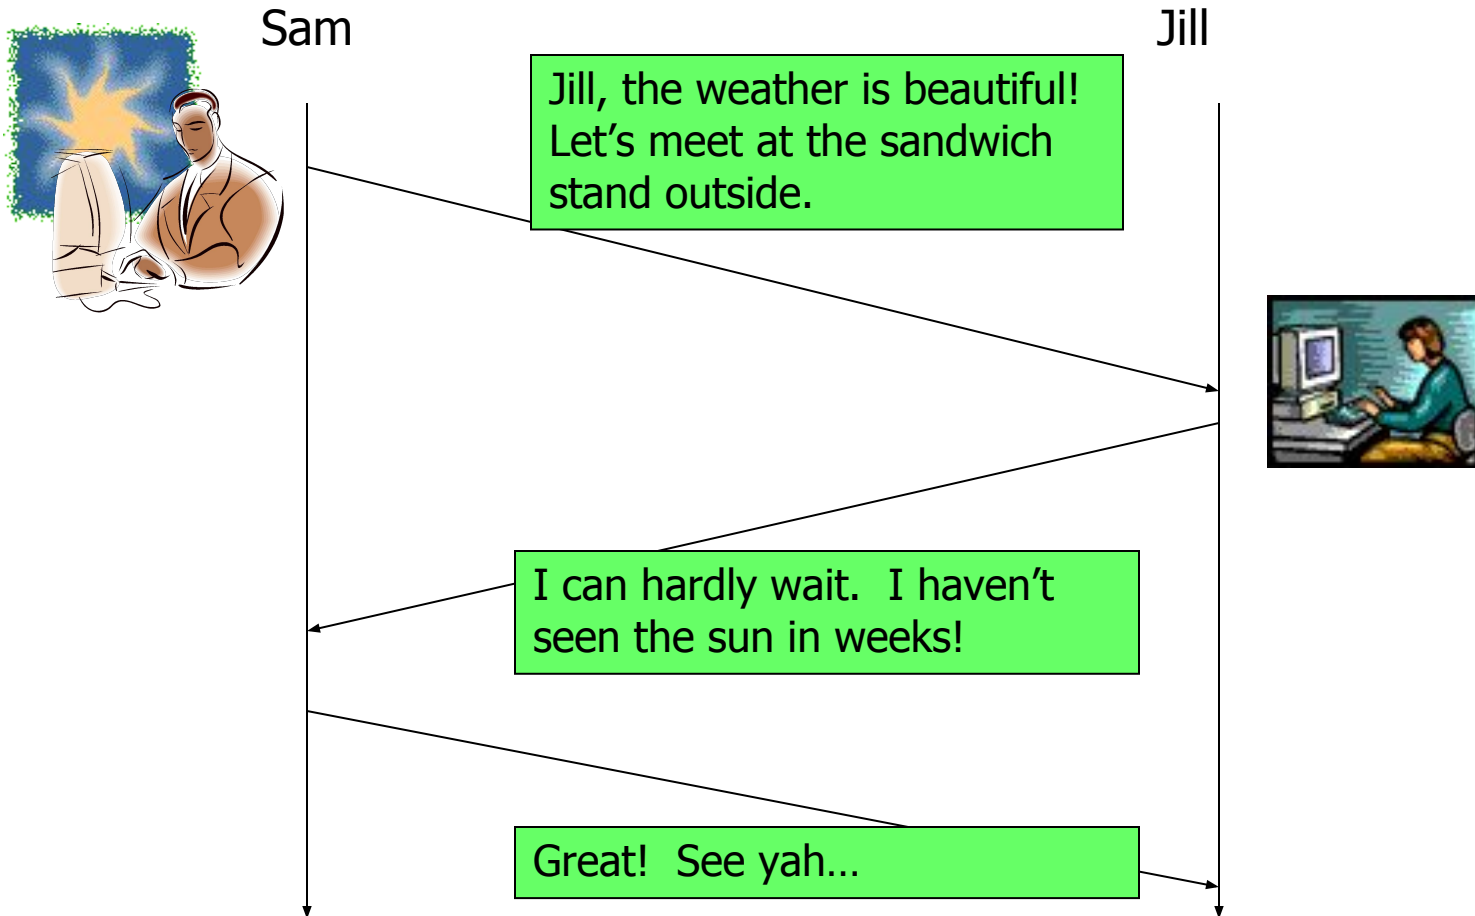 Sam
Jill
Jill, the weather is beautiful!
Let’s meet at the sandwich
stand outside.
I can hardly wait.  I haven’t
seen the sun in weeks!
Great!  See yah…